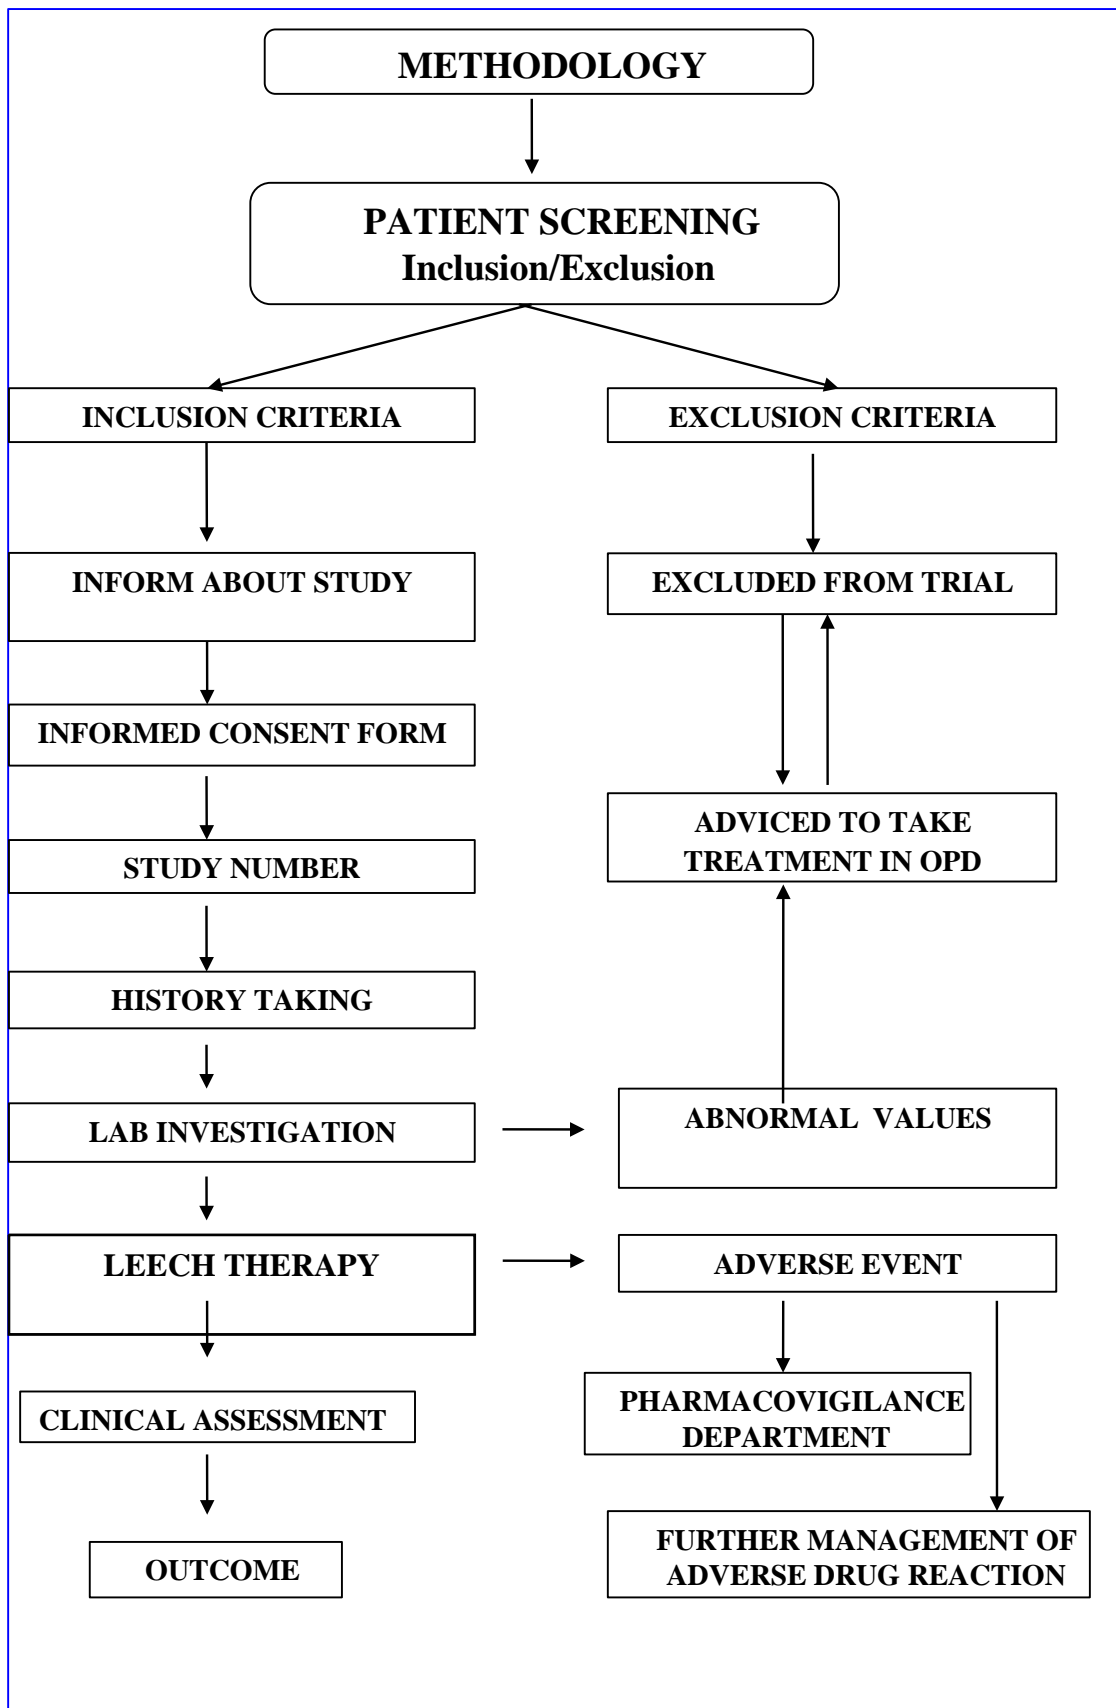 METHODOLOGY
PATIENT SCREENING
Inclusion/Exclusion
INCLUSION CRITERIA
EXCLUSION CRITERIA
INFORM ABOUT STUDY
EXCLUDED FROM TRIAL
INFORMED CONSENT FORM
ADVICED TO TAKE
TREATMENT IN OPD
STUDY NUMBER
HISTORY TAKING
LAB INVESTIGATION
ABNORMAL VALUES
LEECH THERAPY
ADVERSE EVENT
CLINICAL ASSESSMENT
PHARMACOVIGILANCE
DEPARTMENT
OUTCOME
FURTHER MANAGEMENT OF
ADVERSE DRUG REACTION